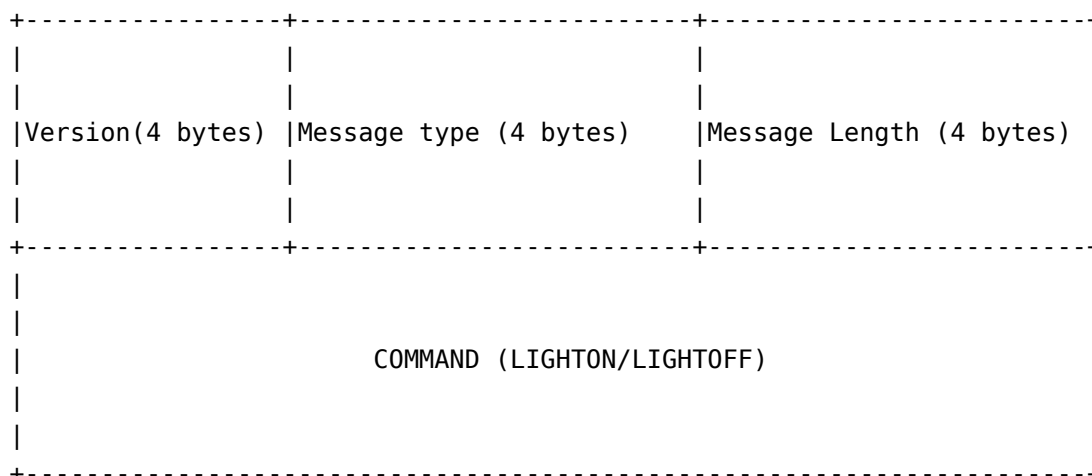 Version(4 bytes) Message type (4 bytes) Message Length (4 bytes)
COMMAND (LIGHTON/LIGHTOFF)